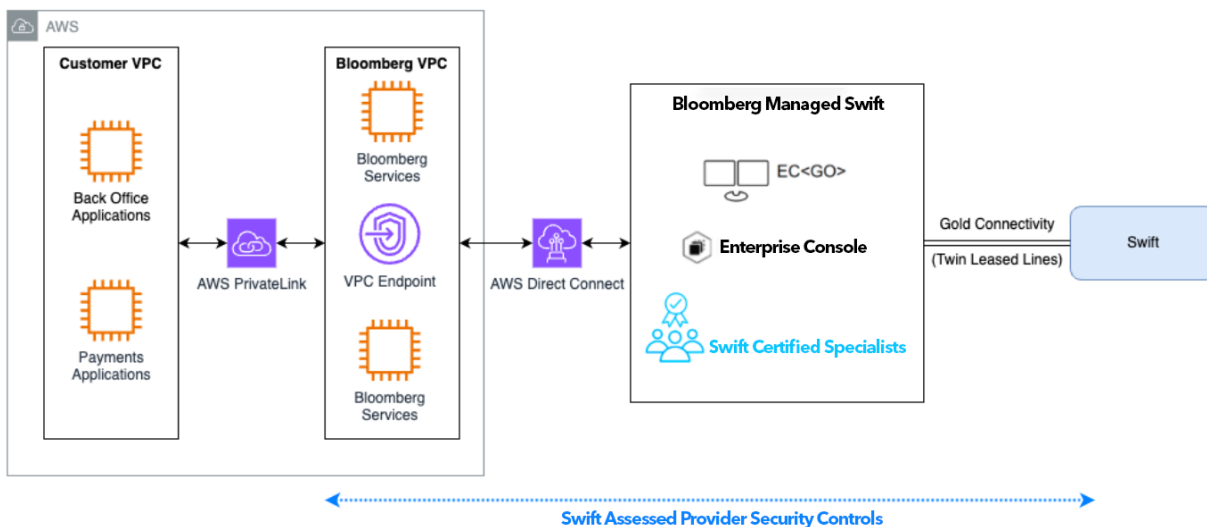 AWS
Customer VPC
Back Office
Applications
Payments
Applications
AWS PrivateLink
Bloomberg VPC
Bloomberg
Services
VPC Endpoint
Bloomberg
Services
AWS Direct Connect
Bloomberg Managed Swift
EC<GO>
Enterprise Console
Swift Certified Specialists
Gold Connectivity
(Twin Leased Lines)
Swift
Swift Assessed Provider Security Controls